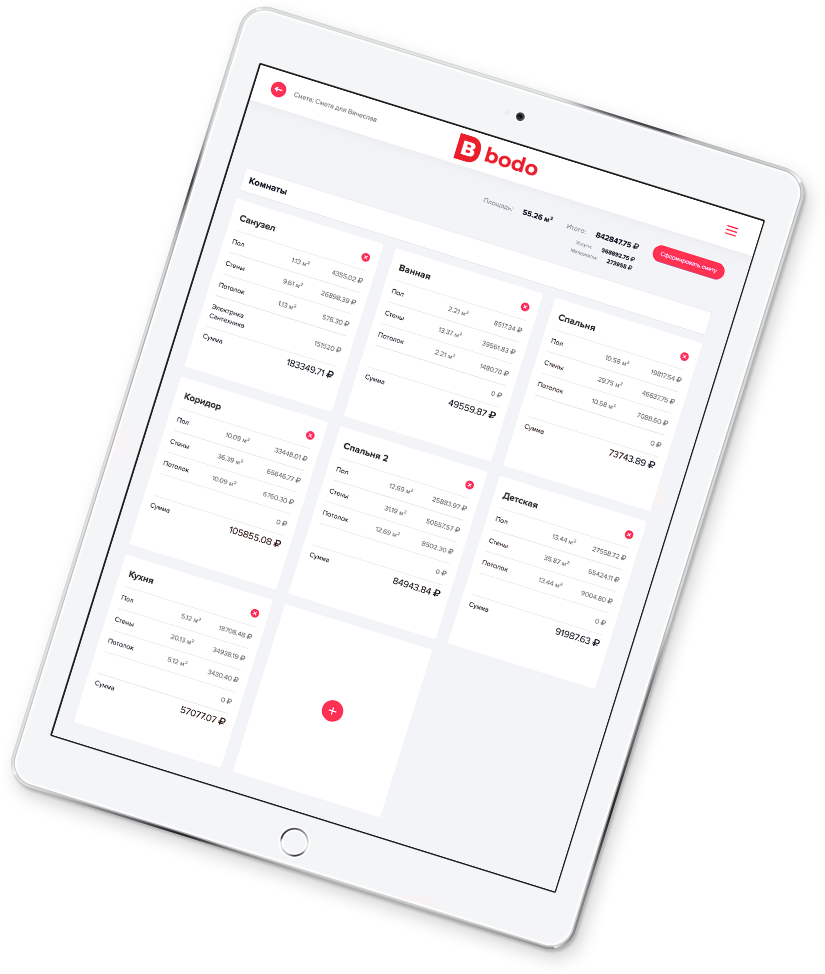 Смета: Смета для Вячеслав
B bodo
Площадь: 55.26 м²
Итого: 842847.75 ₽
Услуги: 568892.75 ₽
Материалы: 273955 ₽
Сформировать смету
Комнаты
Санузел
Пол 1.13 м² 4355.02 ₽
Стены 9.61 м² 26898.39 ₽
Потолок 1.13 м² 576.30 ₽
Электрика
Сантехника 151520 ₽
Сумма 183349.71 ₽
Ванная
Пол 2.21 м² 8517.34 ₽
Стены 13.37 м² 39561.83 ₽
Потолок 2.21 м² 1480.70 ₽
0 ₽
Сумма 49559.87 ₽
Спальня
Пол 10.58 м² 19817.54 ₽
Стены 29.75 м² 46837.75 ₽
Потолок 10.58 м² 7088.60 ₽
0 ₽
Сумма 73743.89 ₽
Коридор
Пол 10.09 м² 33448.01 ₽
Стены 36.39 м² 65646.77 ₽
Потолок 10.09 м² 6760.30 ₽
0 ₽
Сумма 105855.08 ₽
Спальня 2
Пол 12.69 м² 25883.97 ₽
Стены 31.19 м² 50557.57 ₽
Потолок 12.69 м² 8502.30 ₽
0 ₽
Сумма 84943.84 ₽
Детская
Пол 13.44 м² 27558.72 ₽
Стены 35.87 м² 55424.11 ₽
Потолок 13.44 м² 9004.80 ₽
0 ₽
Сумма 91987.63 ₽
Кухня
Пол 5.12 м² 18708.48 ₽
Стены 20.13 м² 34938.19 ₽
Потолок 5.12 м² 3430.40 ₽
0 ₽
Сумма 57077.07 ₽